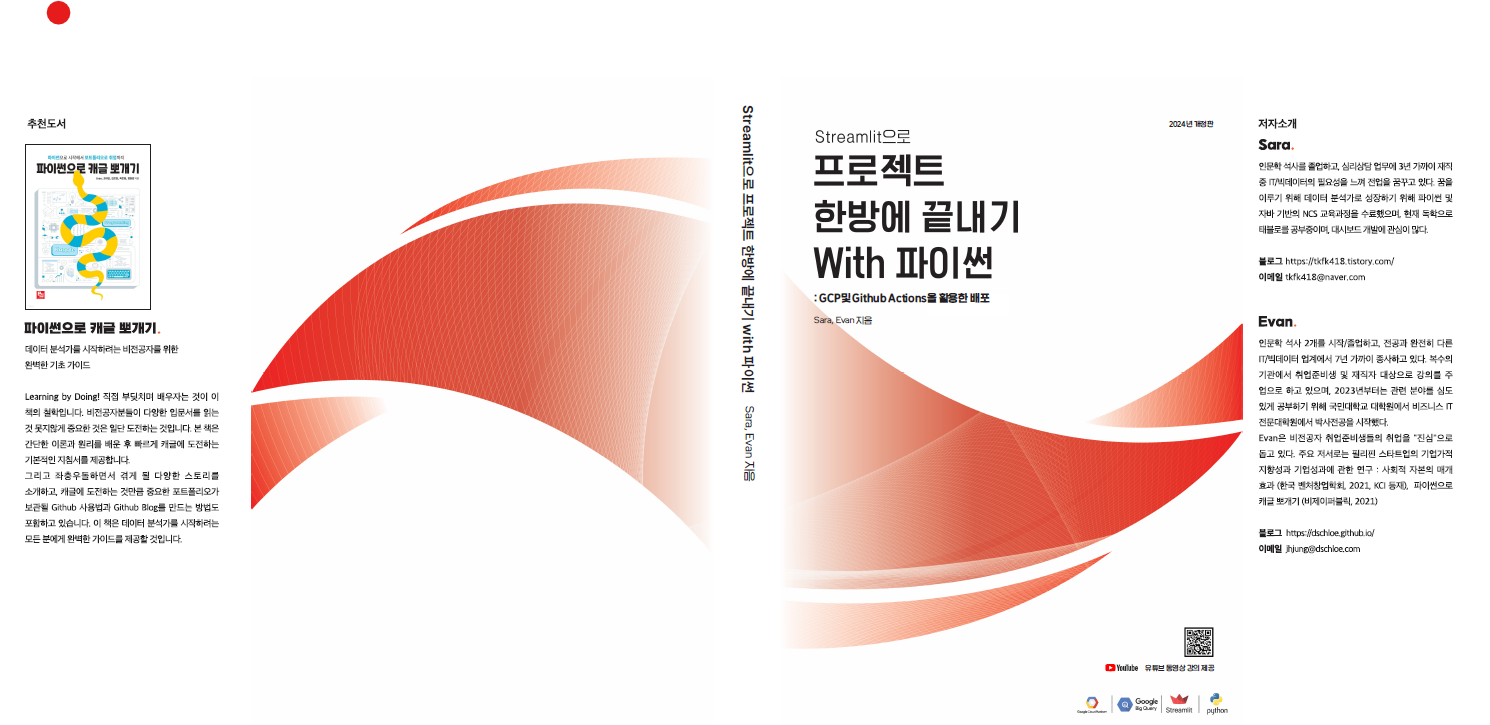 추천도서
파이썬으로 시작해서 포트폴리오로 취업까지
파이썬으로 캐글 뽀개기
파이썬으로 캐글 뽀개기.
데이터 분석가를 시작하려는 비전공자를 위한
완벽한 기초 가이드
Learning by Doing! 직접 부딪치며 배우자는 것이 이
책의 철학입니다. 비전공자분들이 다양한 입문서를 읽는
것 못지않게 중요한 것은 일단 도전하는 것입니다. 본 책은
간단한 이론과 원리를 배운 후 빠르게 캐글에 도전하는
기본적인 지침서를 제공합니다.
그리고 좌충우돌하면서 겪게 될 다양한 스토리를
소개하고, 캐글에 도전하는 것만큼 중요한 포트폴리오가
보관될 Github 사용법과 Github Blog를 만드는 방법도
포함하고 있습니다. 이 책은 데이터 분석가를 시작하려는
모든 분에게 완벽한 가이드를 제공할 것입니다.
Streamlit으로 프로젝트 한방에 끝내기 with 파이썬 Sara, Evan 지음
2024년 개정판
Streamlit으로
프로젝트
한방에 끝내기
With 파이썬
: GCP및 Github Actions을 활용한 배포
Sara, Evan 지음
YouTube 유튜브 동영상 강의 제공
Google Cloud Platform
Google
Big Query
Streamlit
python
저자소개
Sara.
인문학 석사를 졸업하고, 심리상담 업무에 3년 가까이 재직
중 IT/빅데이터의 필요성을 느껴 전업을 꿈꾸고 있다. 꿈을
이루기 위해 데이터 분석가로 성장하기 위해 파이썬 및
자바 기반의 NCS 교육과정을 수료했으며, 현재 독학으로
태블로를 공부중이며, 대시보드 개발에 관심이 많다.
블로그 https://tkfk418.tistory.com/
이메일 tkfk418@naver.com
Evan.
인문학 석사 2개를 시작/졸업하고, 전공과 완전히 다른
IT/빅데이터 업계에서 7년 가까이 종사하고 있다. 복수의
기관에서 취업준비생 및 재직자 대상으로 강의를 주
업으로 하고 있으며, 2023년부터는 관련 분야를 심도
있게 공부하기 위해 국민대학교 대학원에서 비즈니스 IT
전문대학원에서 박사전공을 시작했다.
Evan은 비전공자 취업준비생들의 취업을 "진심"으로
돕고 있다. 주요 저서로는 필리핀 스타트업의 기업가적
지향성과 기업성과에 관한 연구 : 사회적 자본의 매개
효과 (한국 벤처창업학회, 2021, KCI 등재), 파이썬으로
캐글 뽀개기 (비제이퍼블릭, 2021)
블로그 https://dschloe.github.io/
이메일 jhjung@dschloe.com